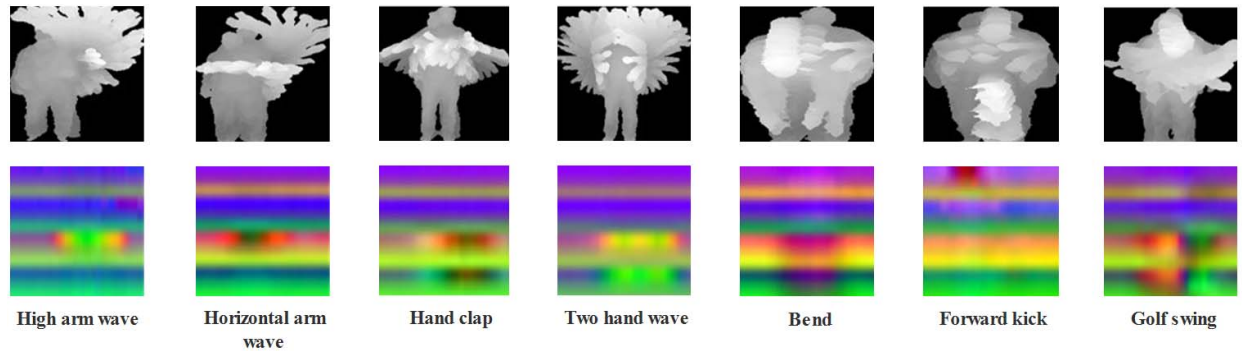 High arm wave
Horizontal arm
wave
Hand clap
Two hand wave
Bend
Forward kick
Golf swing